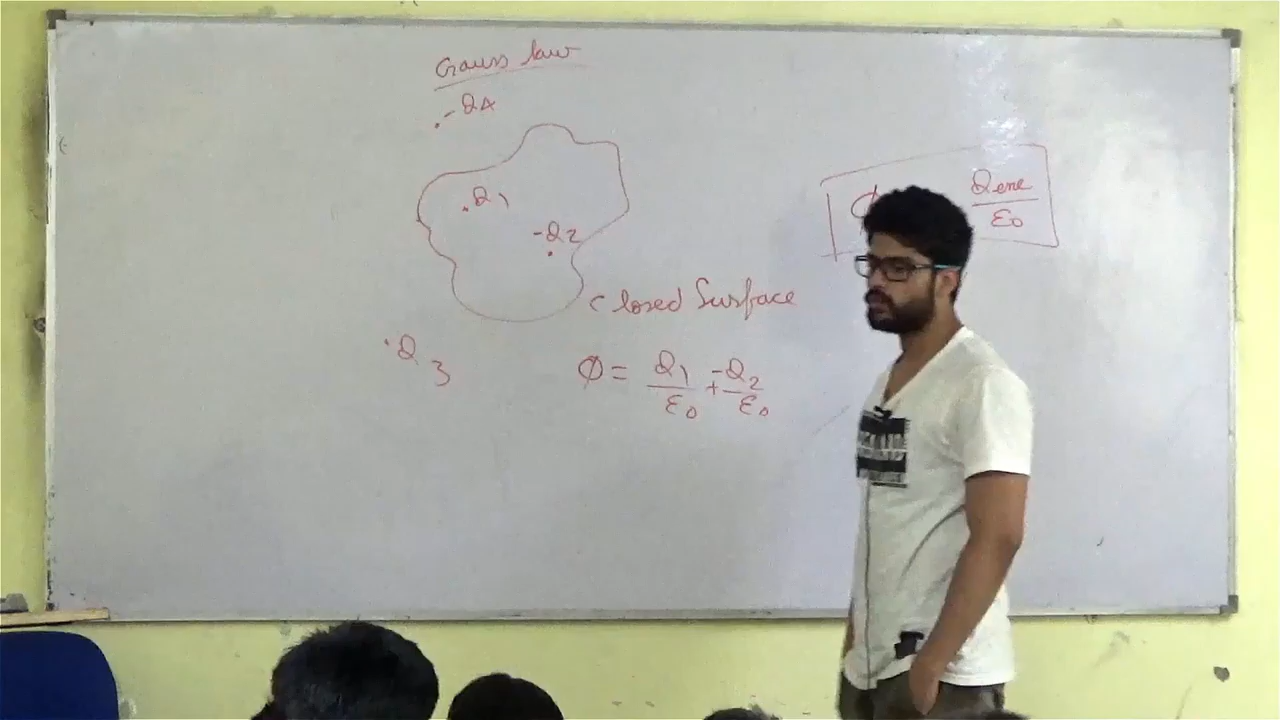 Gauss law
-Q4
Q1
-Q2
Closed Surface
Q3
Φ = Q1/ε0 + -Q2/ε0
Φ
Qenc/ε0